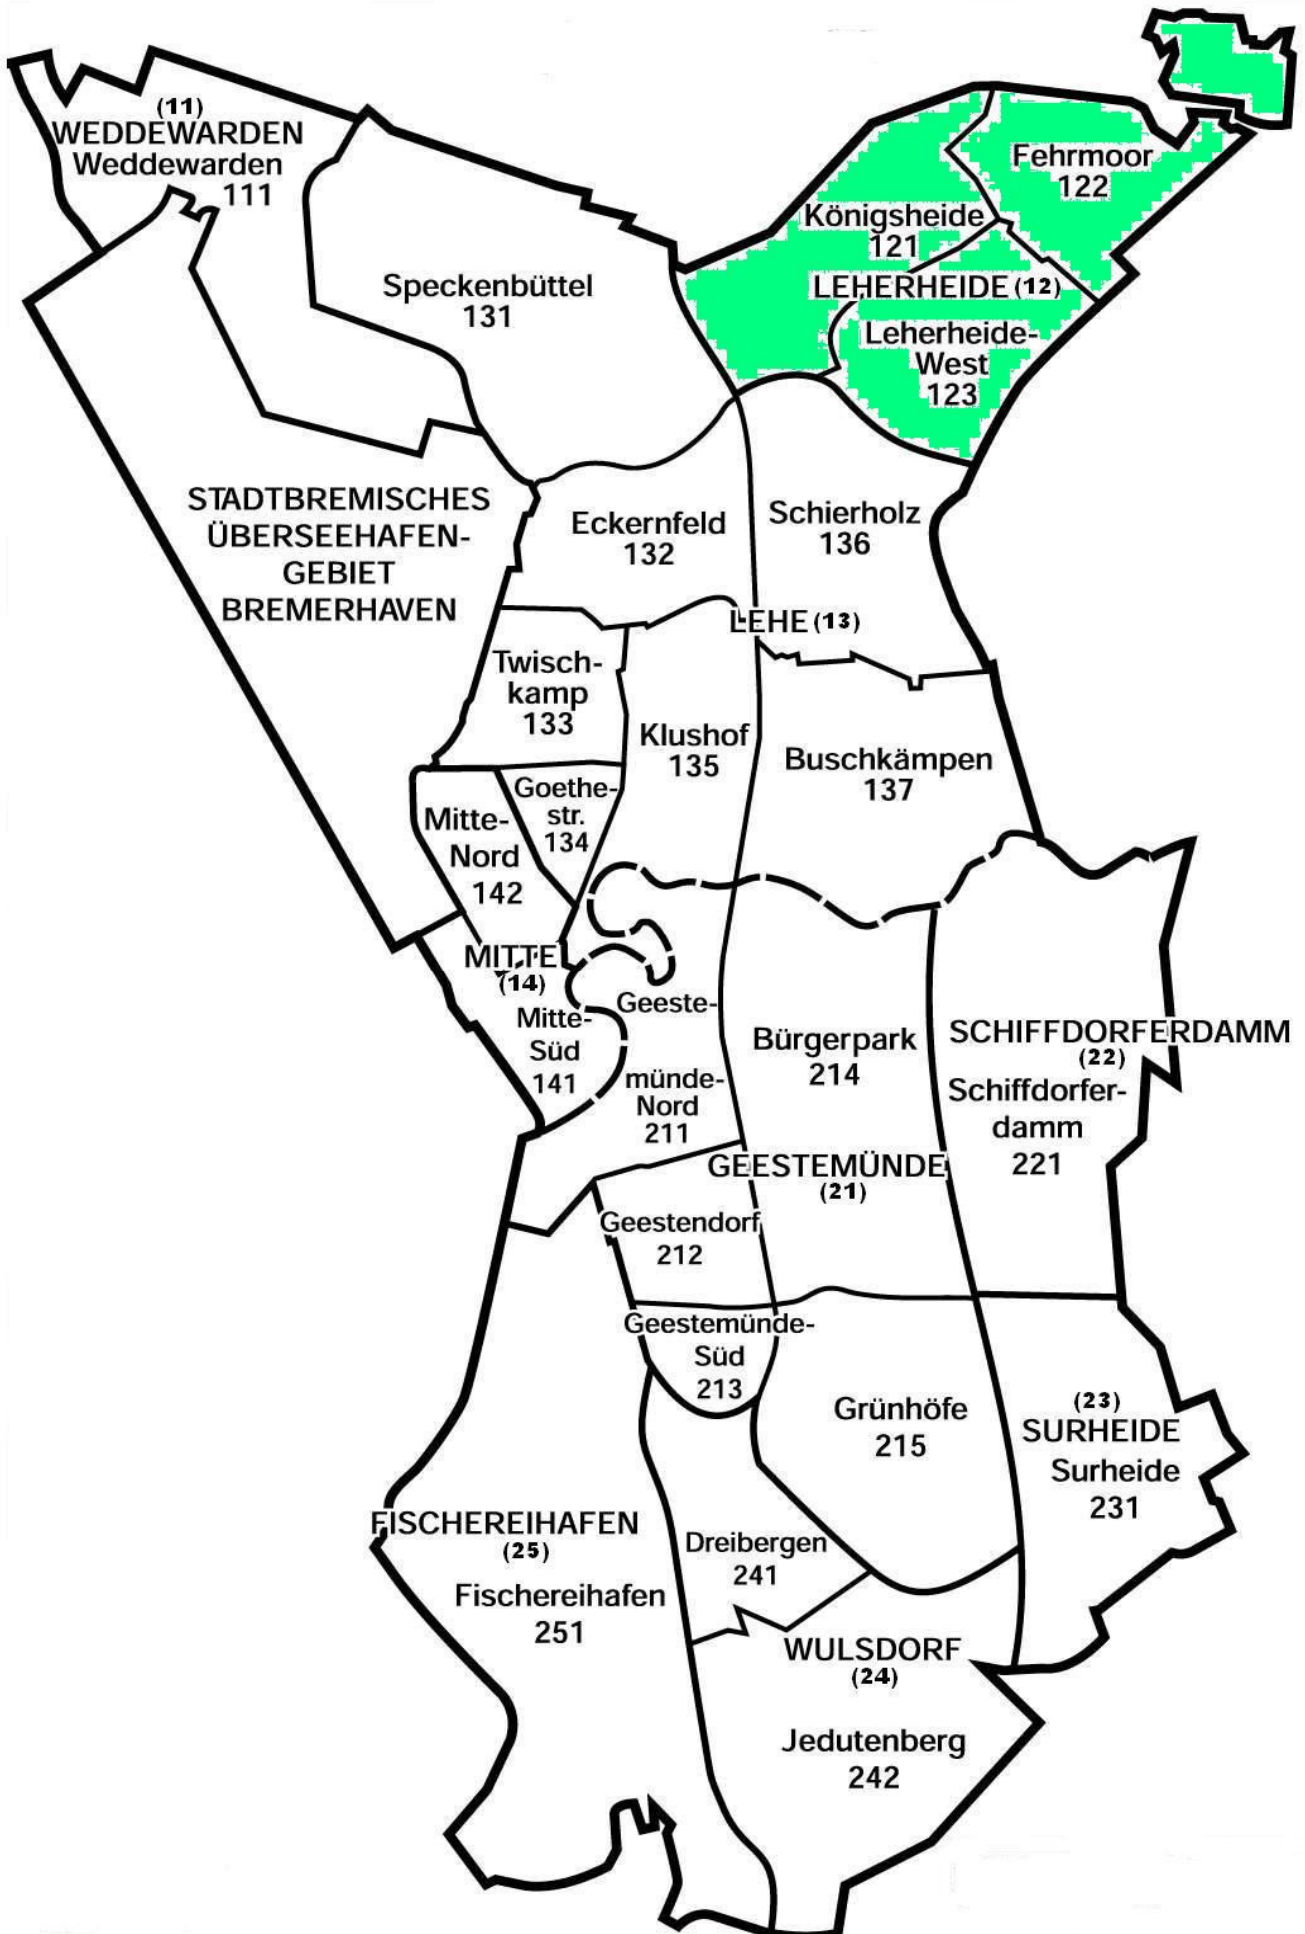 (11)
WEDDEWARDEN
Weddewarden
111
Fehrmoor
122
Königsheide
121
LEHERHEIDE (12)
Leherheide-
West
123
Speckenbüttel
131
STADTBREMISCHES
ÜBERSEEHAFEN-
GEBIET
BREMERHAVEN
Eckernfeld
132
Schierholz
136
LEHE (13)
Twisch-
kamp
133
Klushof
135
Buschkämpen
137
Goethe-
str.
134
Mitte-
Nord
142
MITTE
(14)
Mitte-
Süd
141
Geeste-
münde-
Nord
211
Bürgerpark
214
SCHIFFDORFERDAMM
(22)
Schiffdorfer-
damm
221
GEESTEMÜNDE
(21)
Geestendorf
212
Geestemünde-
Süd
213
Grünhöfe
215
(23)
SURHEIDE
Surheide
231
FISCHEREIHAFEN
(25)
Fischereihafen
251
Dreibergen
241
WULSDORF
(24)
Jedutenberg
242